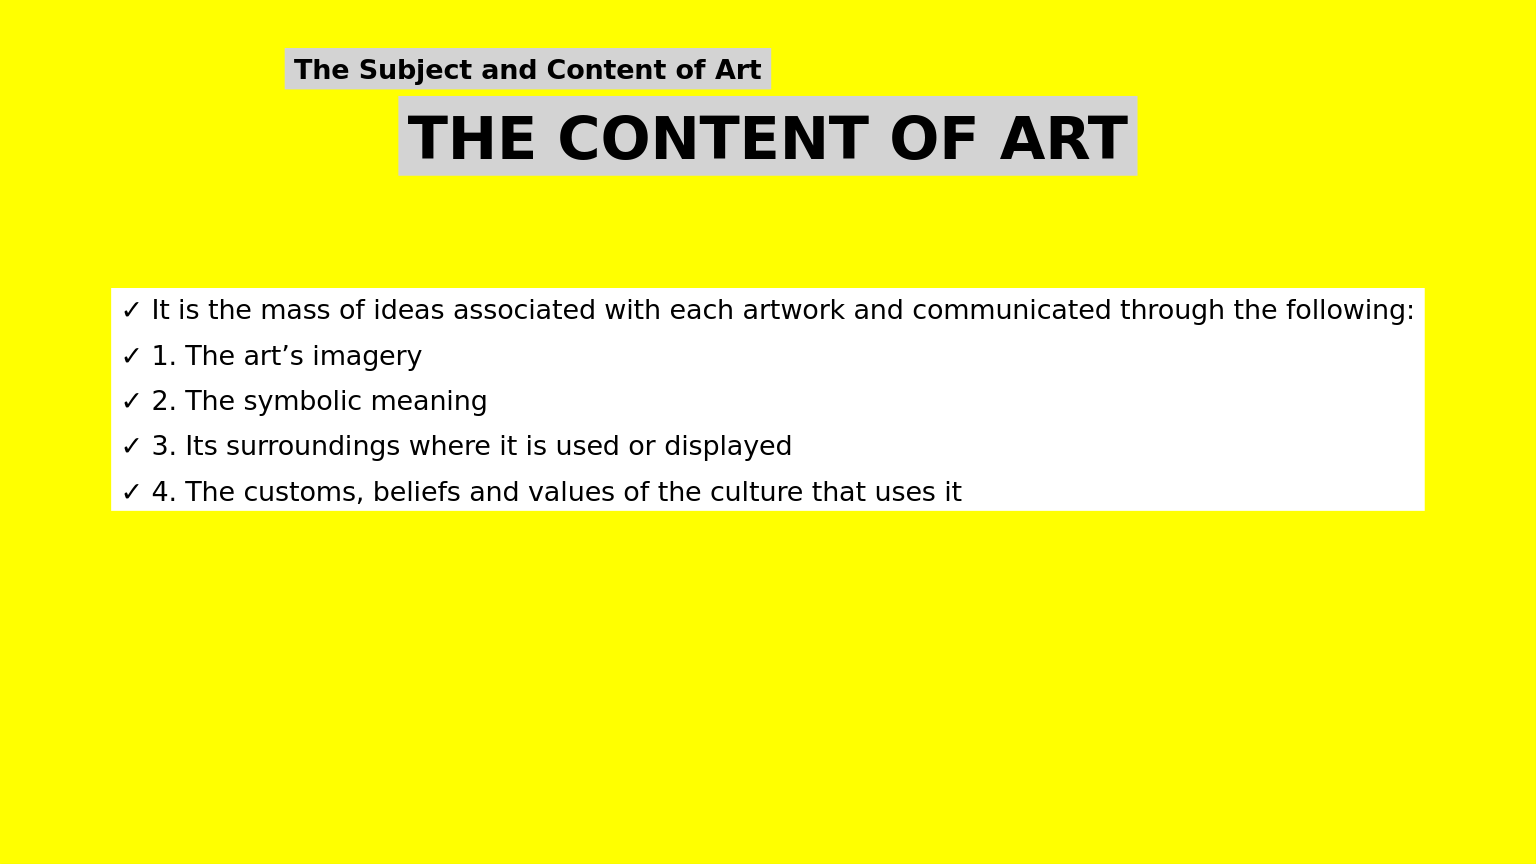 The Subject and Content of Art
THE CONTENT OF ART
✓ It is the mass of ideas associated with each artwork and communicated through the following:
✓ 1. The art’s imagery
✓ 2. The symbolic meaning
✓ 3. Its surroundings where it is used or displayed
✓ 4. The customs, beliefs and values of the culture that uses it